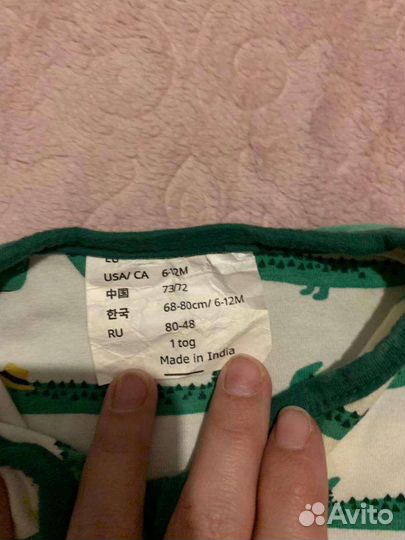 USA/ CA 6-12M
中国 73/72
한국 68-80cm/ 6-12M
RU 80-48
1 tog
Made in India
Avito